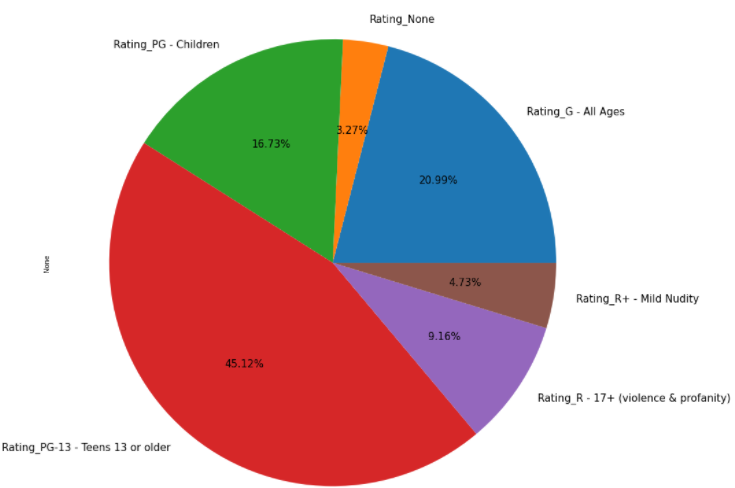 Rating_None
Rating_PG - Children
Rating_G - All Ages
3.27%
16.73%
20.99%
None
4.73%
Rating_R+ - Mild Nudity
9.16%
45.12%
Rating_R - 17+ (violence & profanity)
Rating_PG-13 - Teens 13 or older